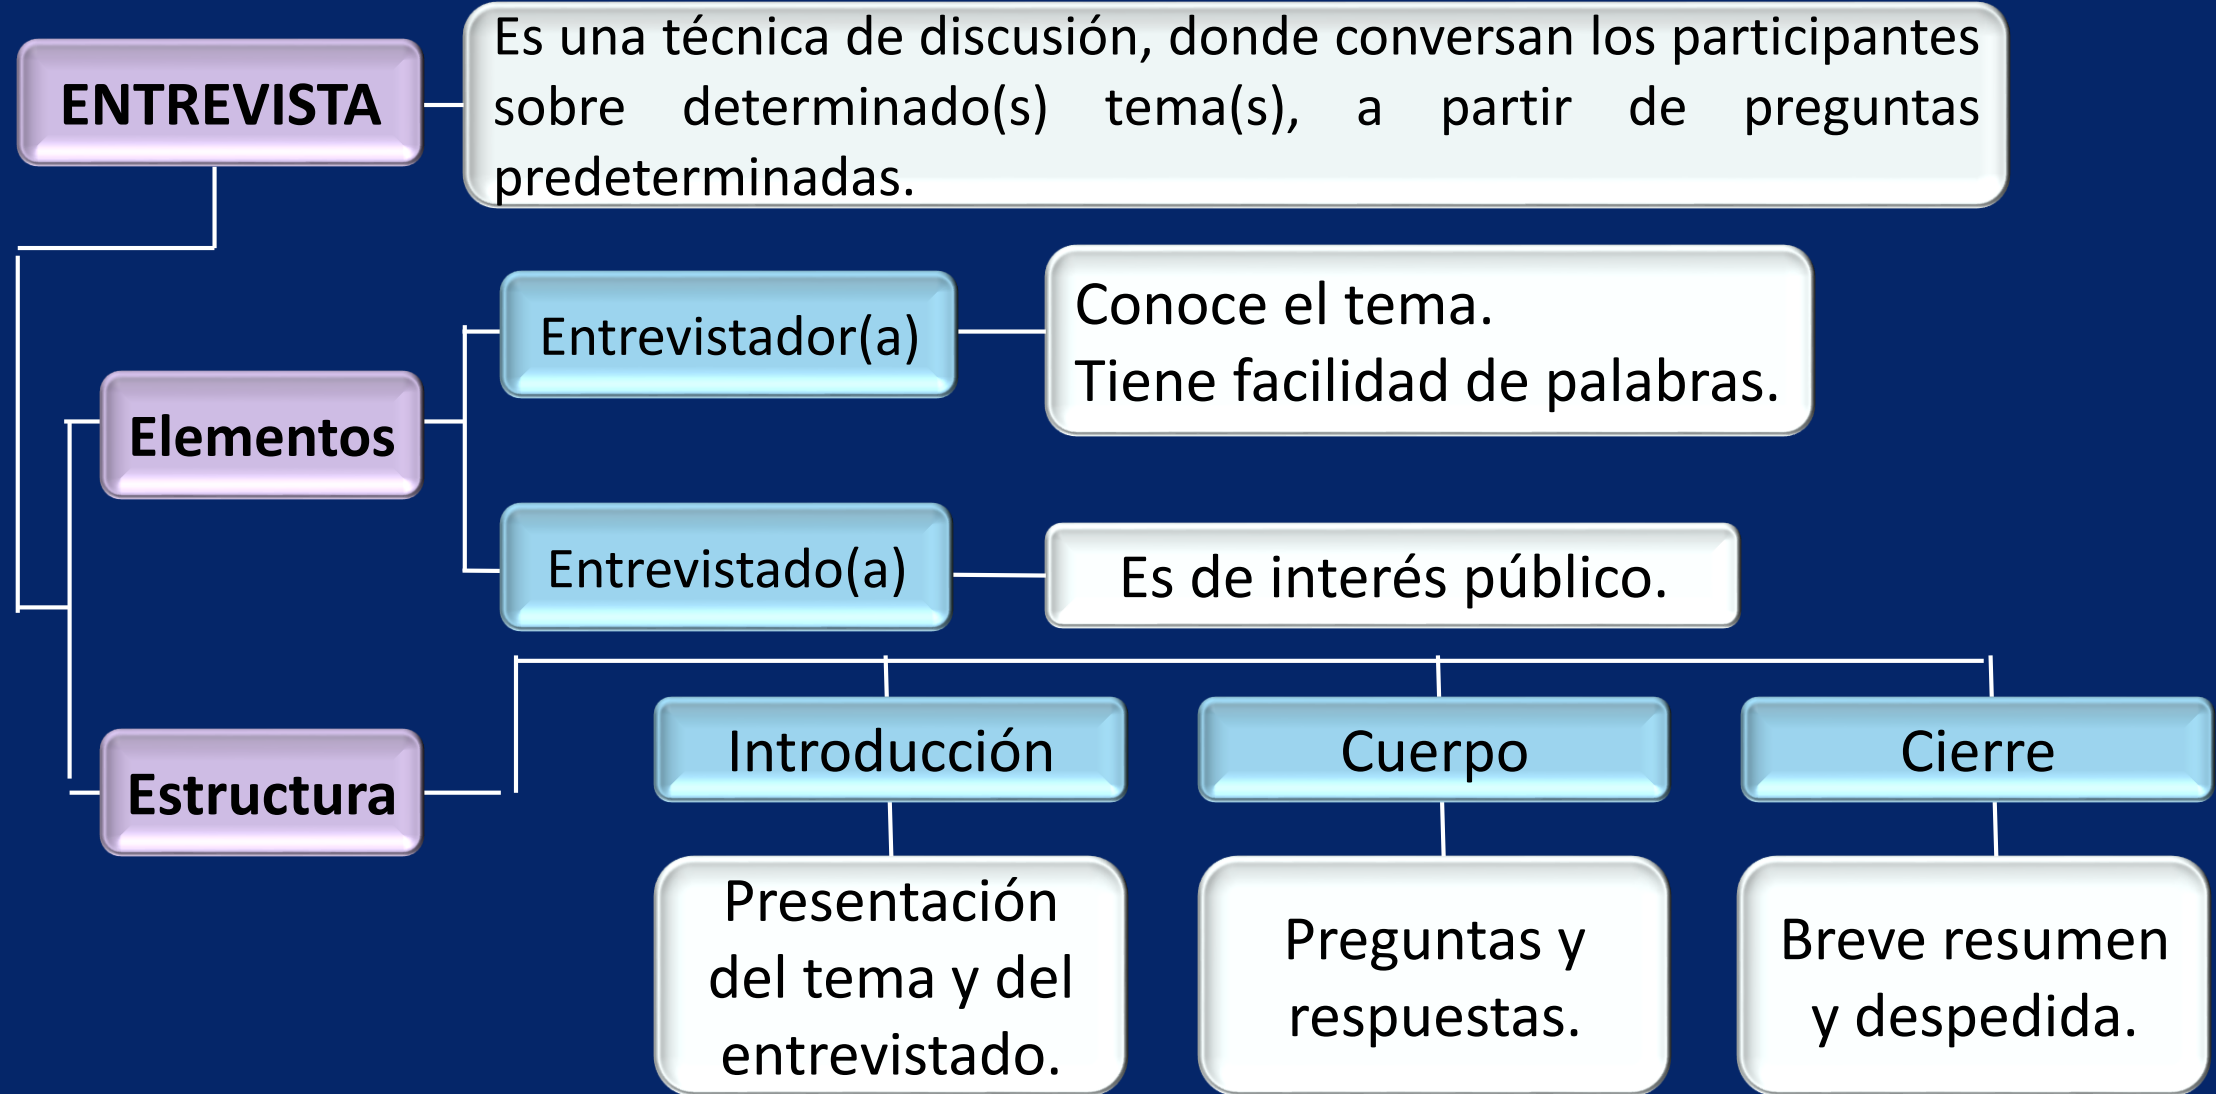 ENTREVISTA
Es una técnica de discusión, donde conversan los participantes
sobre determinado(s) tema(s), a partir de preguntas
predeterminadas.
Elementos
Entrevistador(a)
Conoce el tema.
Tiene facilidad de palabras.
Entrevistado(a)
Es de interés público.
Estructura
Introducción
Presentación
del tema y del
entrevistado.
Cuerpo
Preguntas y
respuestas.
Cierre
Breve resumen
y despedida.